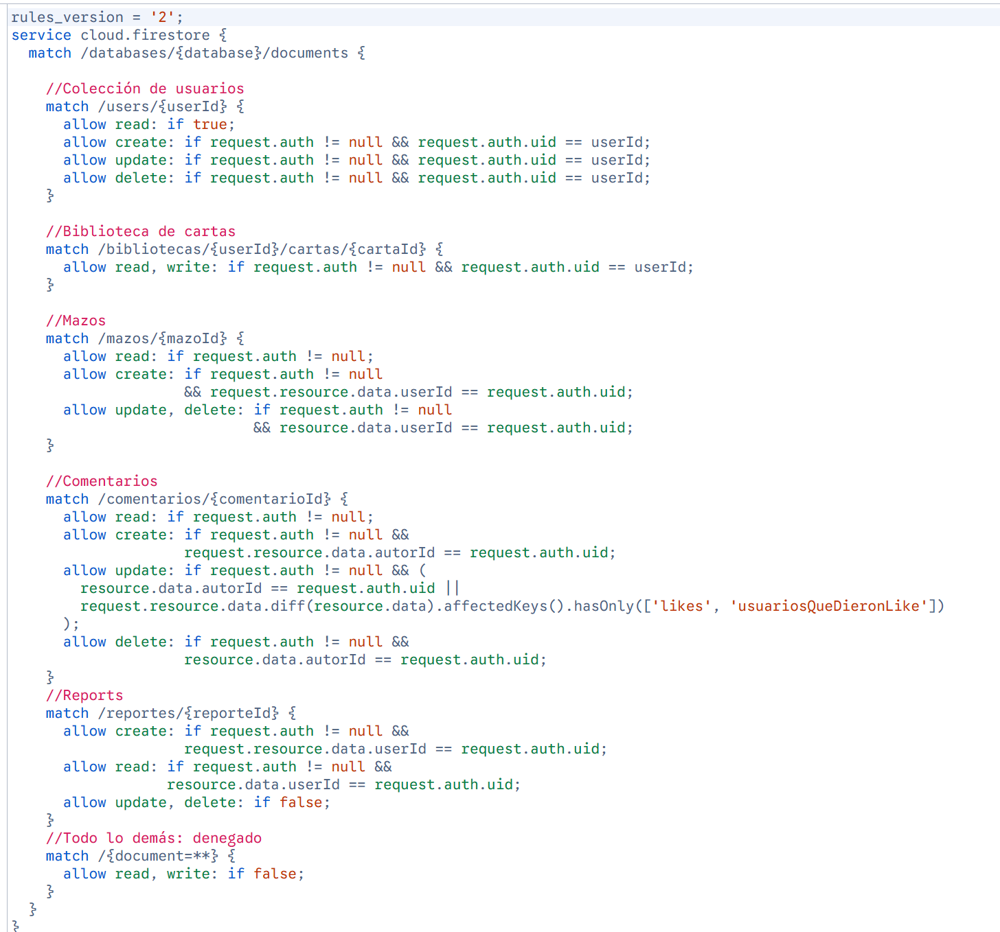 rules_version = '2';
service cloud.firestore {
  match /databases/{database}/documents {

    //Colección de usuarios
    match /users/{userId} {
      allow read: if true;
      allow create: if request.auth != null && request.auth.uid == userId;
      allow update: if request.auth != null && request.auth.uid == userId;
      allow delete: if request.auth != null && request.auth.uid == userId;
    }

    //Biblioteca de cartas
    match /bibliotecas/{userId}/cartas/{cartaId} {
      allow read, write: if request.auth != null && request.auth.uid == userId;
    }

    //Mazos
    match /mazos/{mazoId} {
      allow read: if request.auth != null;
      allow create: if request.auth != null
                    && request.resource.data.userId == request.auth.uid;
      allow update, delete: if request.auth != null
                            && resource.data.userId == request.auth.uid;
    }

    //Comentarios
    match /comentarios/{comentarioId} {
      allow read: if request.auth != null;
      allow create: if request.auth != null &&
                    request.resource.data.autorId == request.auth.uid;
      allow update: if request.auth != null && (
        resource.data.autorId == request.auth.uid ||
        request.resource.data.diff(resource.data).affectedKeys().hasOnly(['likes', 'usuariosQueDieronLike'])
      );
      allow delete: if request.auth != null &&
                    resource.data.autorId == request.auth.uid;
    }
    //Reports
    match /reportes/{reporteId} {
      allow create: if request.auth != null &&
                    request.resource.data.userId == request.auth.uid;
      allow read: if request.auth != null &&
                  resource.data.userId == request.auth.uid;
      allow update, delete: if false;
    }
    //Todo lo demás: denegado
    match /{document=**} {
      allow read, write: if false;
    }
  }
}